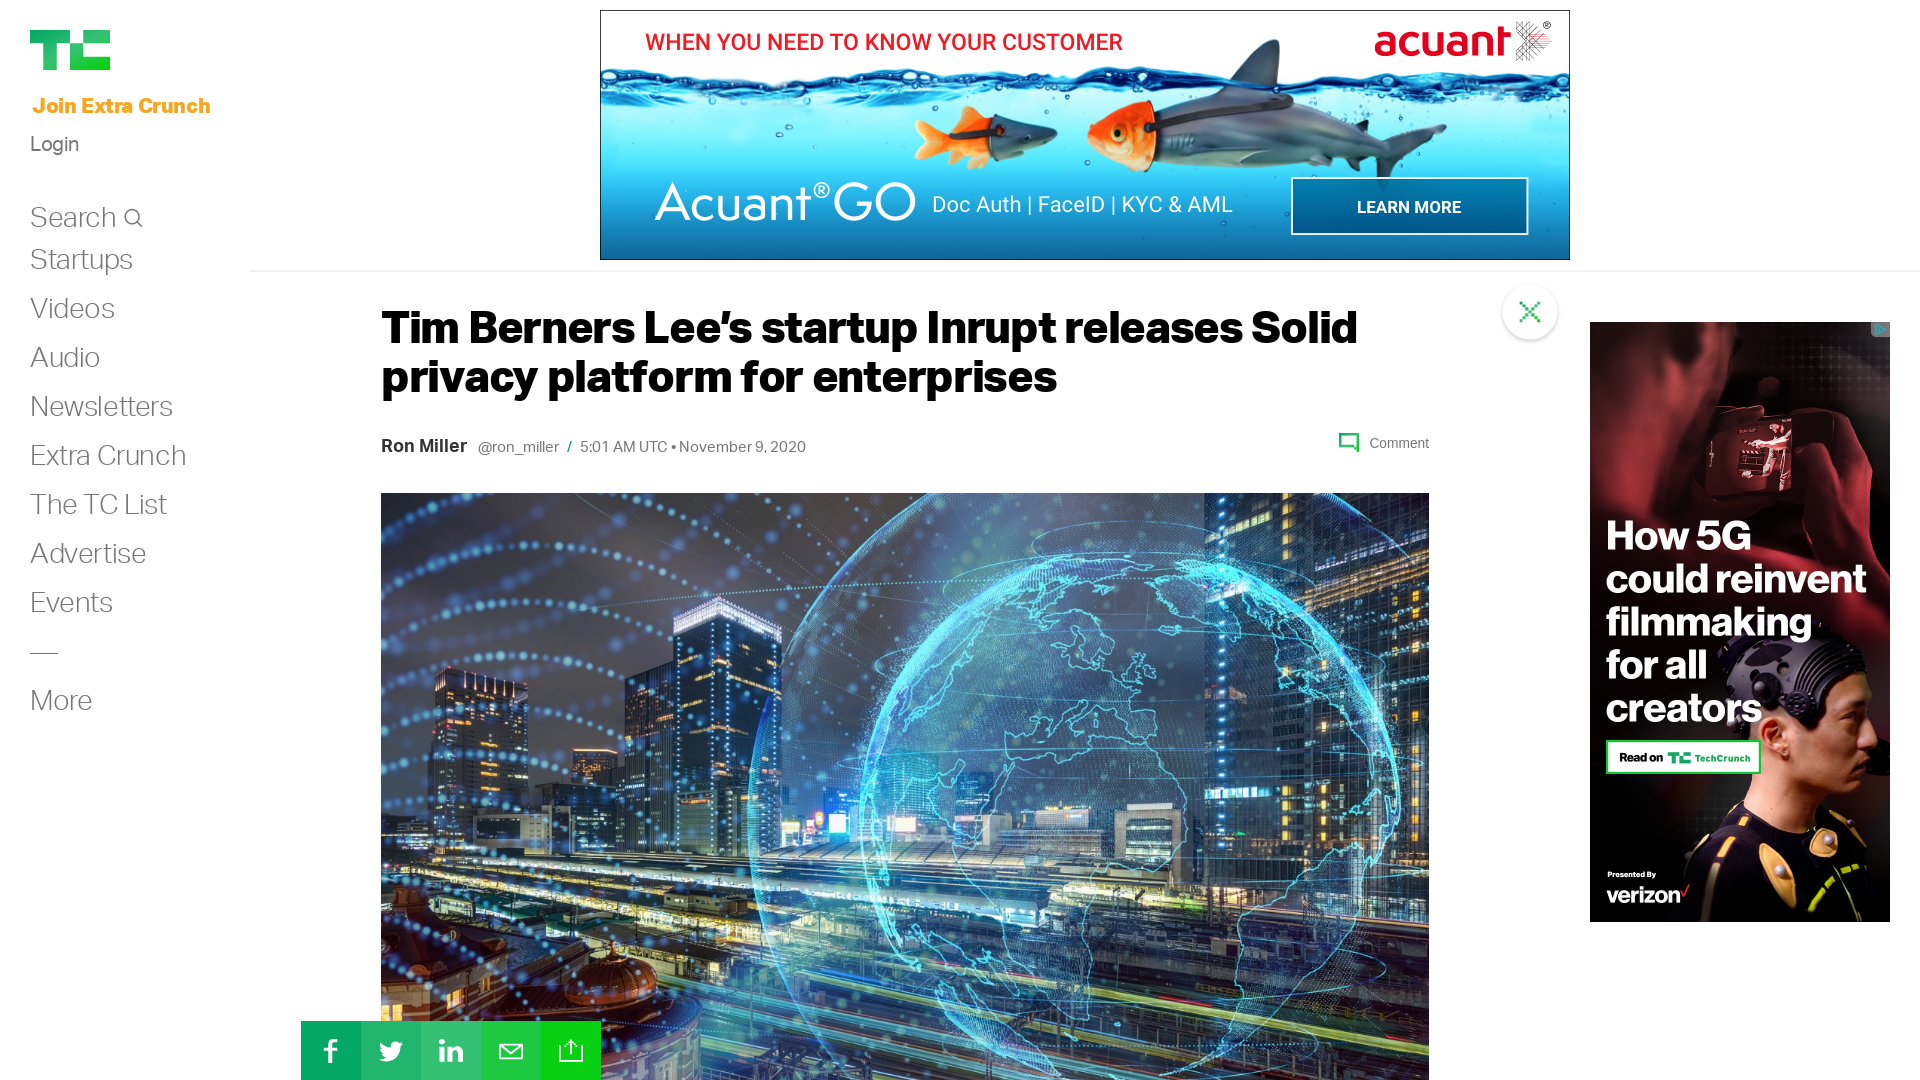 TC
Join Extra Crunch
Login
Search
Startups
Videos
Audio
Newsletters
Extra Crunch
The TC List
Advertise
Events
More
WHEN YOU NEED TO KNOW YOUR CUSTOMER
acuant®
Acuant®GO Doc Auth | FaceID | KYC & AML
LEARN MORE
Tim Berners Lee’s startup Inrupt releases Solid
privacy platform for enterprises
Ron Miller @ron_miller / 5:01 AM UTC • November 9, 2020
Comment
How 5G
could reinvent
filmmaking
for all
creators
Read on TC TechCrunch
Presented By
verizon✓